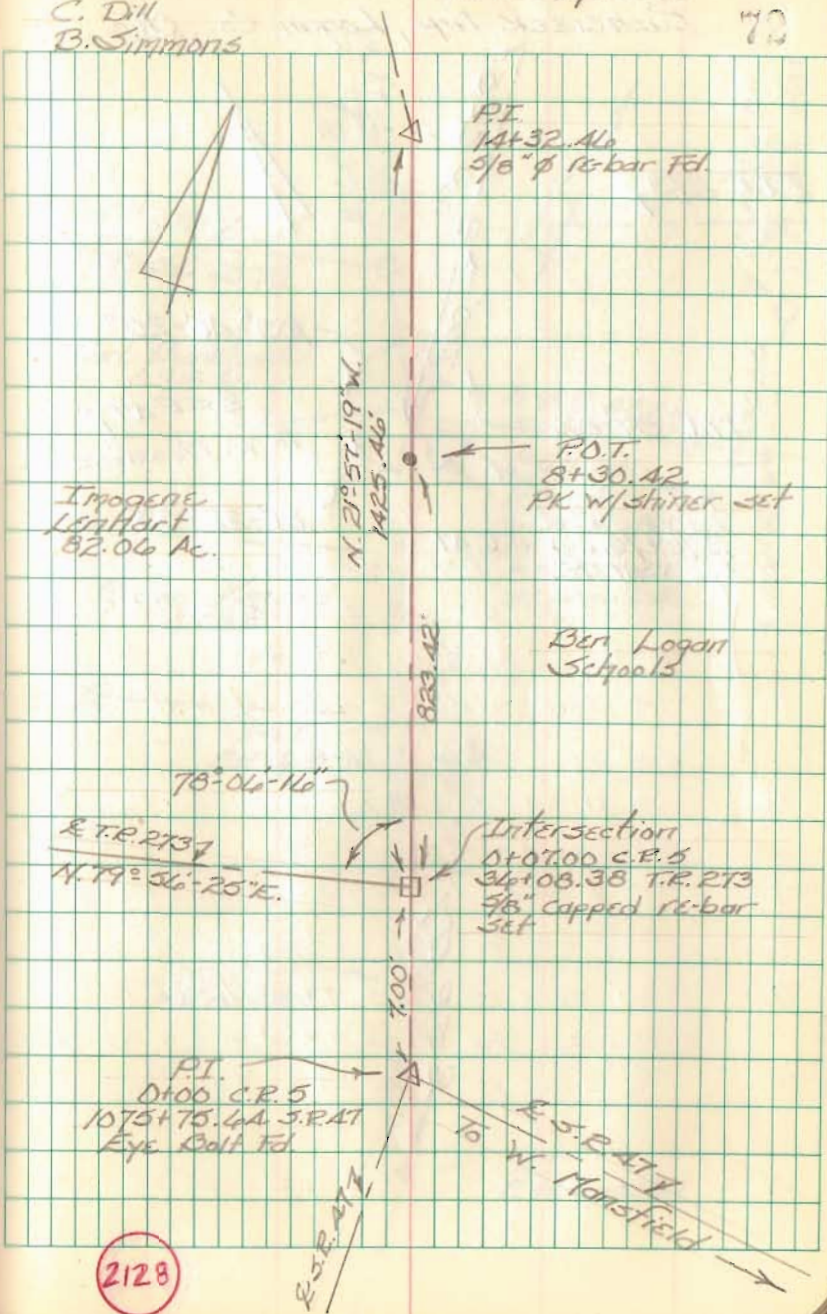 C. Dill
B. Simmons
72
P.I.
14+32.46
5/8" ø re-bar Fd.
N. 21°-57'-19" W.
1425.46'
P.O.T.
8+30.42
PK w/shiner set
Imogene
Lenhart
82.06 Ac.
Ben Logan
Schools
823.42'
78°-06'-16"
℄ T.R. 273
N. 79°-56'-25" E.
Intersection
0+07.00 C.R. 5
36+08.38 T.R. 273
5/8" capped re-bar
set
7.00'
P.I.
0+00 C.R. 5
1075+75.64 S.R. 47
Eye Bolt Fd.
℄ S.R. 47
To W. Mansfield
℄ S.R. 47
2128